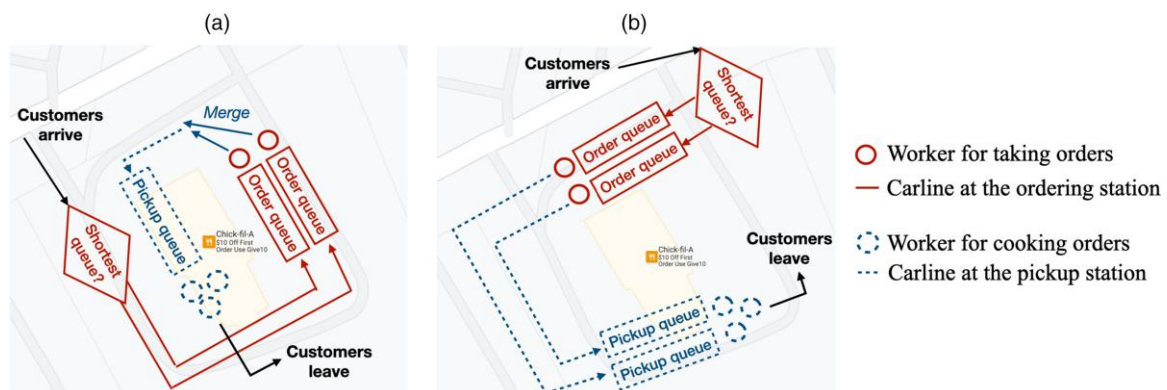 (a)
Customers
arrive
Merge
Pickup queue
Order queue
Order queue
Shortest
queue?
Chick-fil-A
$10 Off First
Order Use Give10
Customers
leave
(b)
Customers
arrive
Shortest
queue?
Order queue
Order queue
Chick-fil-A
$10 Off First
Order Use Give10
Customers
leave
Pickup queue
Pickup queue
Worker for taking orders
Carline at the ordering station
Worker for cooking orders
Carline at the pickup station